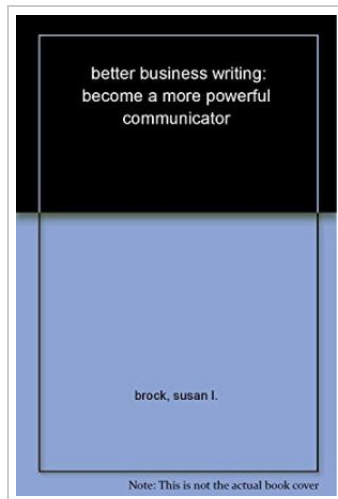 better business writing:
become a more powerful
communicator
brock, susan l.
Note: This is not the actual book cover